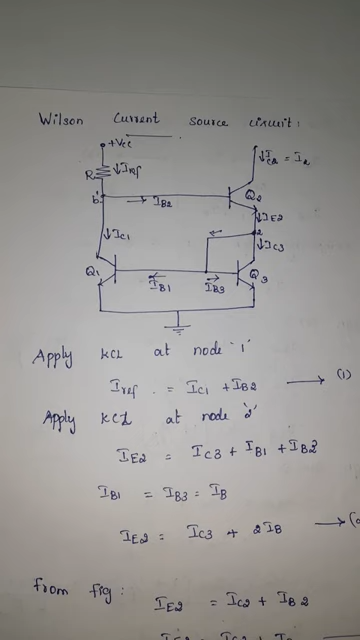 Wilson Current source circuit:
+Vcc
R ↓Iref
↓IC2 = I2
b'
→ IB2
Q2
↓IE2
2
↓IC1
↓IC3
Q1
IB1
IB3
Q3
Apply KCL at node '1'
Iref = IC1 + IB2 → (1)
Apply KCL at node '2'
IE2 = IC3 + IB1 + IB3
IB1 = IB3 = IB
IE2 = IC3 + 2IB →
from fig:
IE2 = IC2 + IB2